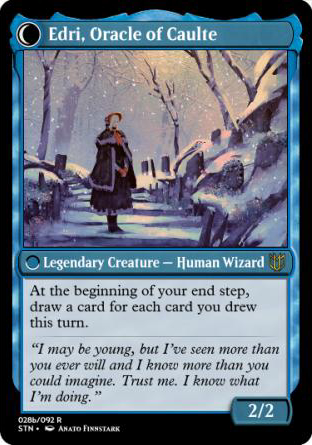 Edri, Oracle of Caulte
Legendary Creature — Human Wizard
At the beginning of your end step,
draw a card for each card you drew
this turn.
“I may be young, but I’ve seen more than
you ever will and I know more than you
could imagine. Trust me. I know what
I’m doing.”
2/2
028b/092 R
STN • Anato Finnstark